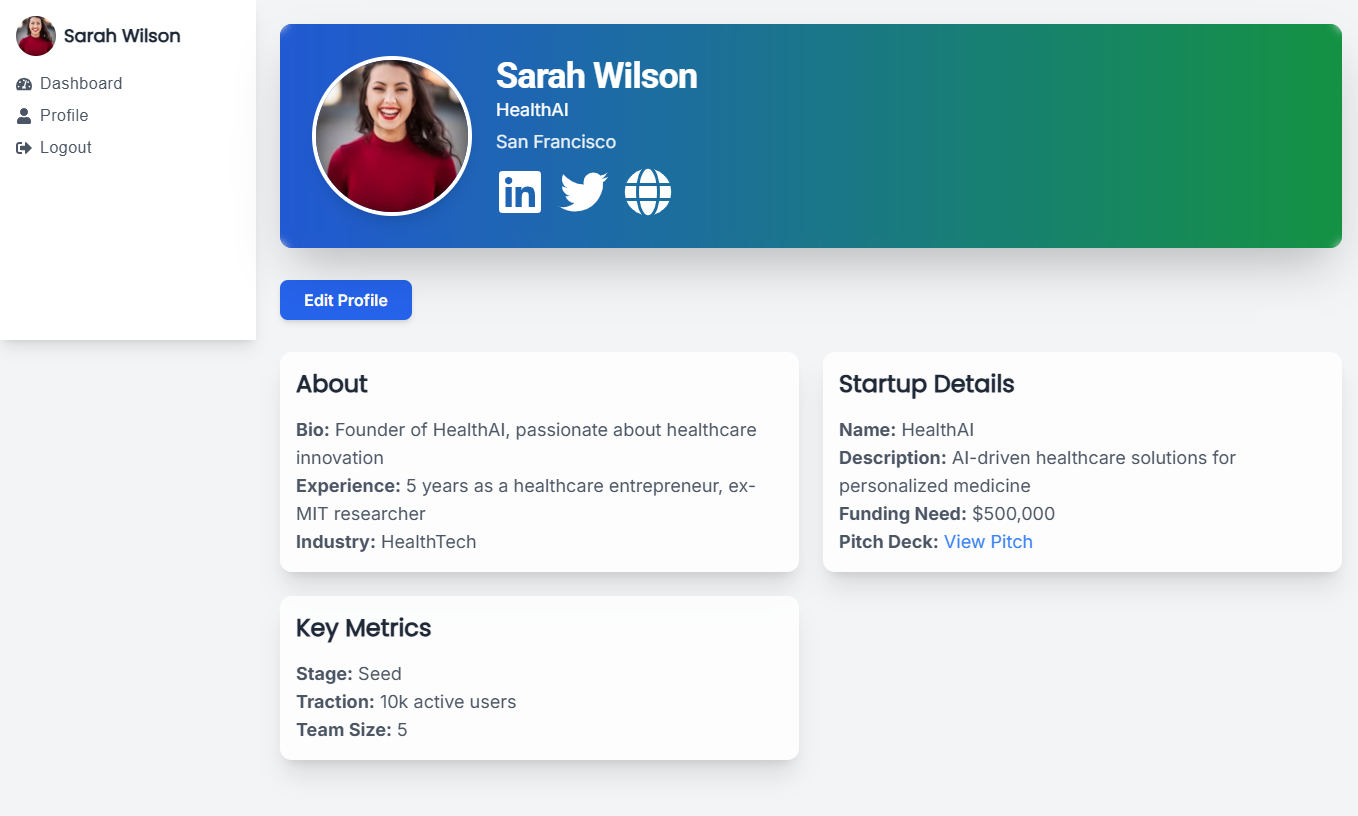 Sarah Wilson
Dashboard
Profile
Logout
Sarah Wilson
HealthAI
San Francisco
in
Edit Profile
About
Bio: Founder of HealthAI, passionate about healthcare
innovation
Experience: 5 years as a healthcare entrepreneur, ex-
MIT researcher
Industry: HealthTech
Startup Details
Name: HealthAI
Description: AI-driven healthcare solutions for
personalized medicine
Funding Need: $500,000
Pitch Deck: View Pitch
Key Metrics
Stage: Seed
Traction: 10k active users
Team Size: 5